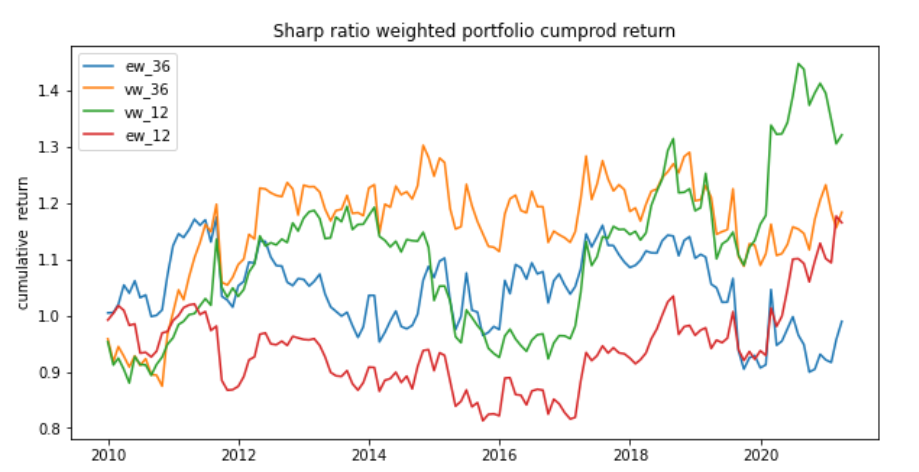 Sharp ratio weighted portfolio cumprod return
ew_36
vw_36
vw_12
ew_12
cumulative return
1.4
1.3
1.2
1.1
1.0
0.9
0.8
2010 2012 2014 2016 2018 2020